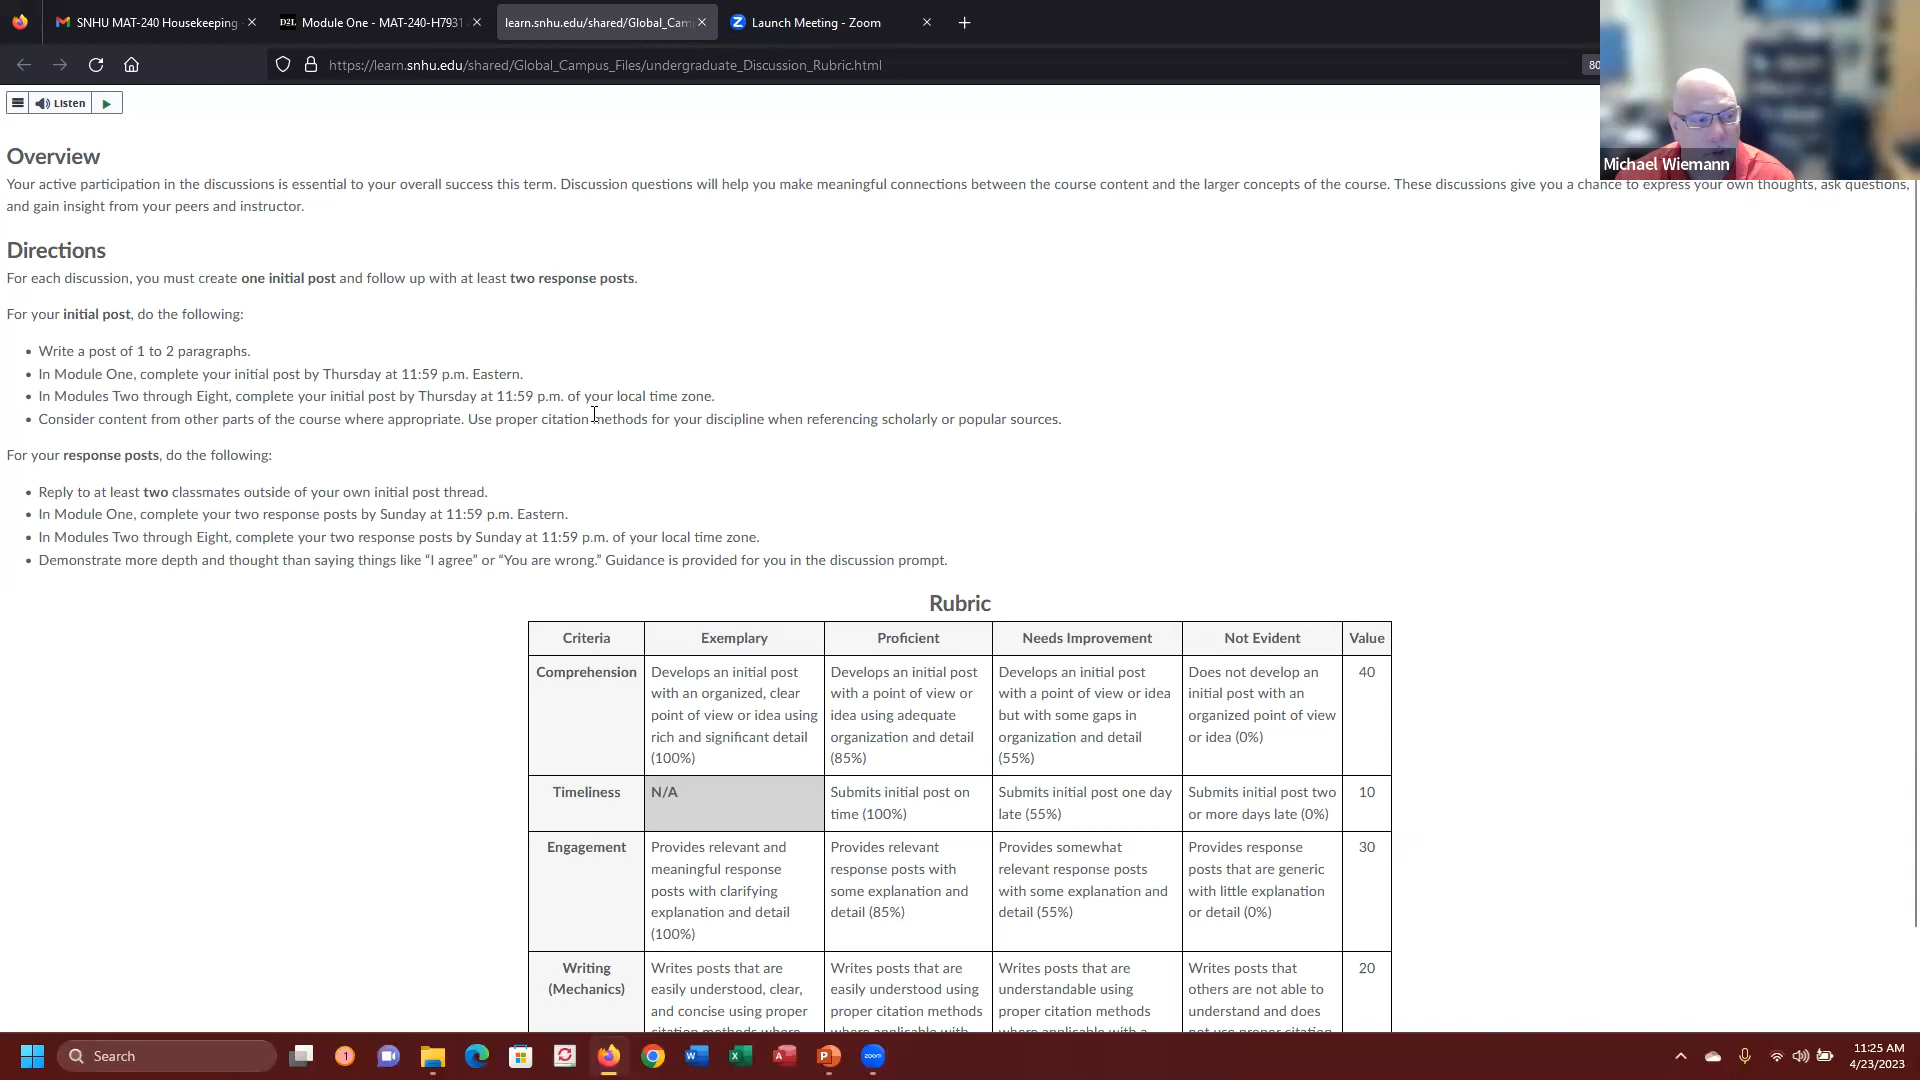 SNHU MAT-240 Housekeeping
D2L Module One - MAT-240-H7931
learn.snhu.edu/shared/Global_Cam
Launch Meeting - Zoom
https://learn.snhu.edu/shared/Global_Campus_Files/undergraduate_Discussion_Rubric.html
80
Listen
Michael Wiemann
Overview
Your active participation in the discussions is essential to your overall success this term. Discussion questions will help you make meaningful connections between the course content and the larger concepts of the course. These discussions give you a chance to express your own thoughts, ask questions,
and gain insight from your peers and instructor.
Directions
For each discussion, you must create one initial post and follow up with at least two response posts.
For your initial post, do the following:
• Write a post of 1 to 2 paragraphs.
• In Module One, complete your initial post by Thursday at 11:59 p.m. Eastern.
• In Modules Two through Eight, complete your initial post by Thursday at 11:59 p.m. of your local time zone.
• Consider content from other parts of the course where appropriate. Use proper citation methods for your discipline when referencing scholarly or popular sources.
For your response posts, do the following:
• Reply to at least two classmates outside of your own initial post thread.
• In Module One, complete your two response posts by Sunday at 11:59 p.m. Eastern.
• In Modules Two through Eight, complete your two response posts by Sunday at 11:59 p.m. of your local time zone.
• Demonstrate more depth and thought than saying things like “I agree” or “You are wrong.” Guidance is provided for you in the discussion prompt.
Rubric
Criteria Exemplary Proficient Needs Improvement Not Evident Value
Comprehension
Develops an initial post
with an organized, clear
point of view or idea using
rich and significant detail
(100%)
Develops an initial post
with a point of view or
idea using adequate
organization and detail
(85%)
Develops an initial post
with a point of view or idea
but with some gaps in
organization and detail
(55%)
Does not develop an
initial post with an
organized point of view
or idea (0%)
40
Timeliness
N/A
Submits initial post on
time (100%)
Submits initial post one day
late (55%)
Submits initial post two
or more days late (0%)
10
Engagement
Provides relevant and
meaningful response
posts with clarifying
explanation and detail
(100%)
Provides relevant
response posts with
some explanation and
detail (85%)
Provides somewhat
relevant response posts
with some explanation and
detail (55%)
Provides response
posts that are generic
with little explanation
or detail (0%)
30
Writing
(Mechanics)
Writes posts that are
easily understood, clear,
and concise using proper
citation methods where
Writes posts that are
easily understood using
proper citation methods
where applicable with
Writes posts that are
understandable using
proper citation methods
where applicable with a
Writes posts that
others are not able to
understand and does
not use proper citation
20
Search
1
zoom
11:25 AM
4/23/2023